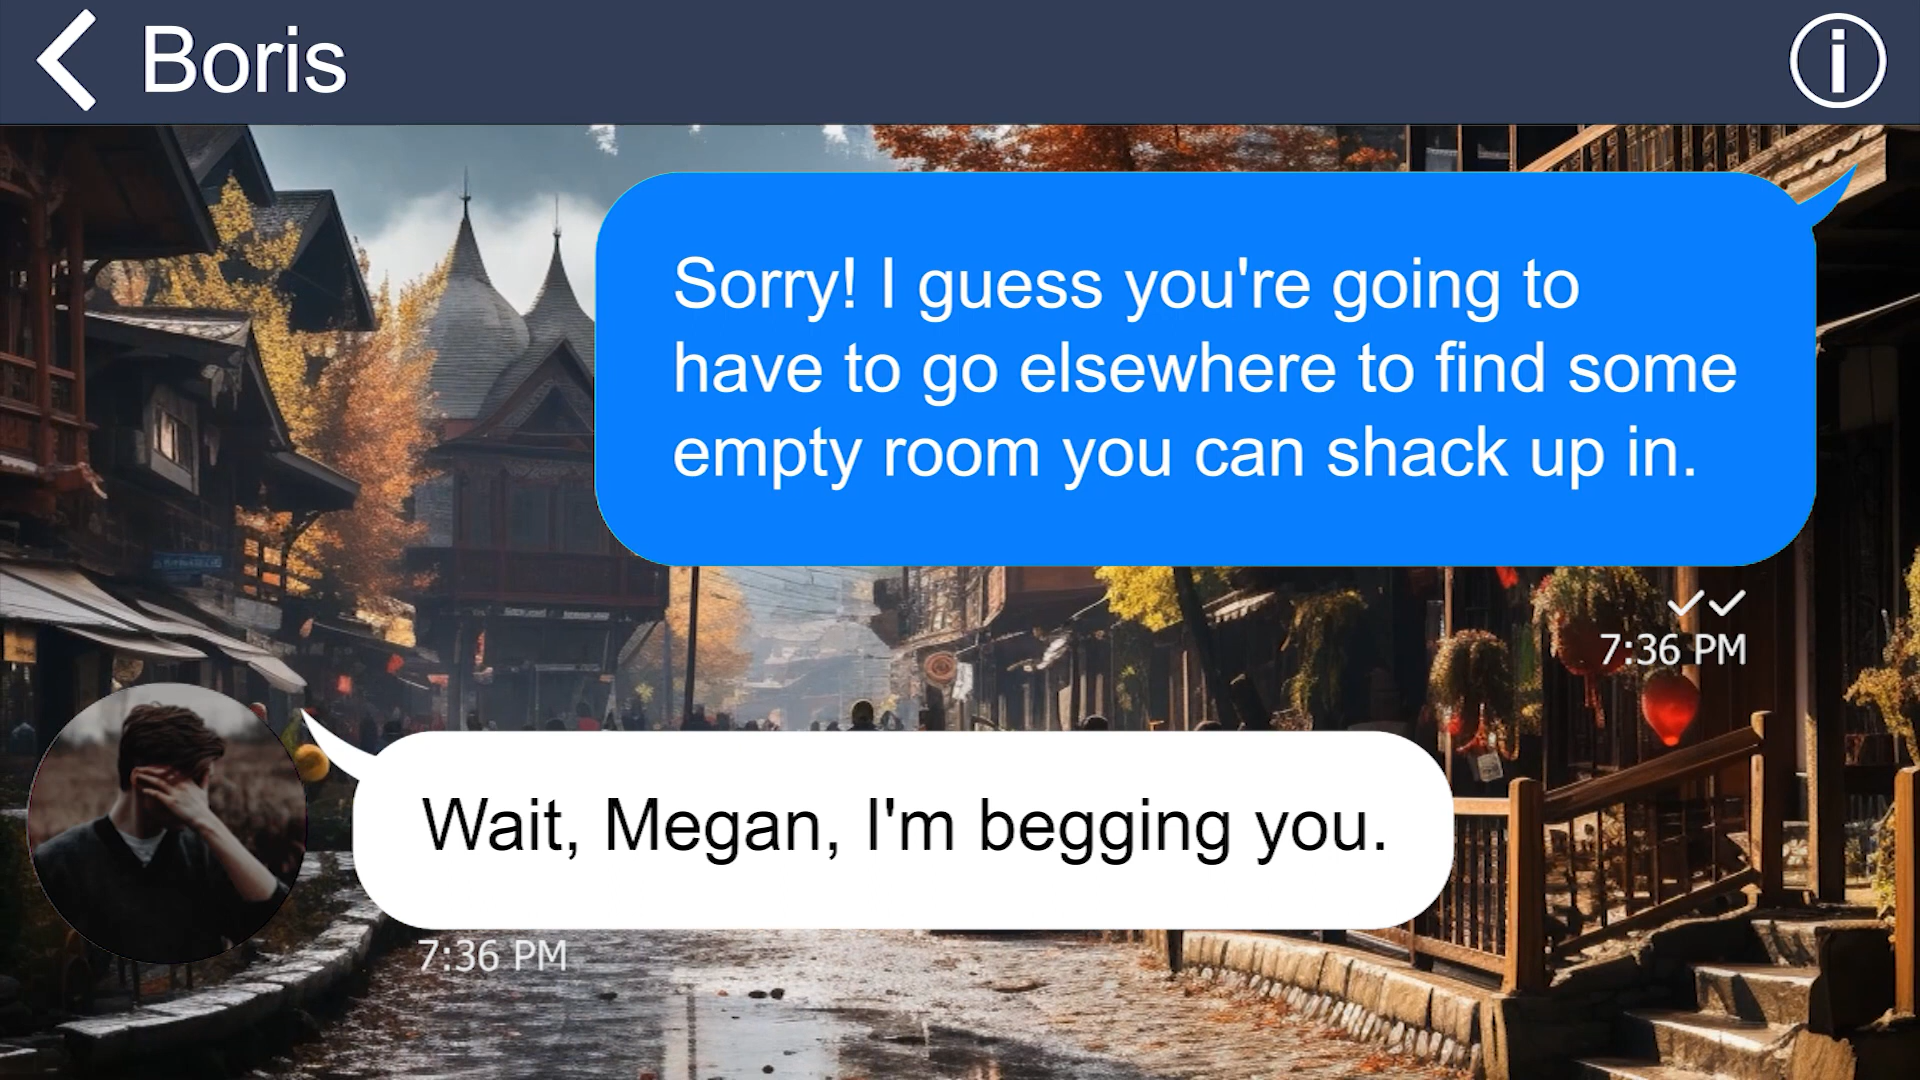 Boris
Sorry! I guess you're going to
have to go elsewhere to find some
empty room you can shack up in.
7:36 PM
Wait, Megan, I'm begging you.
7:36 PM